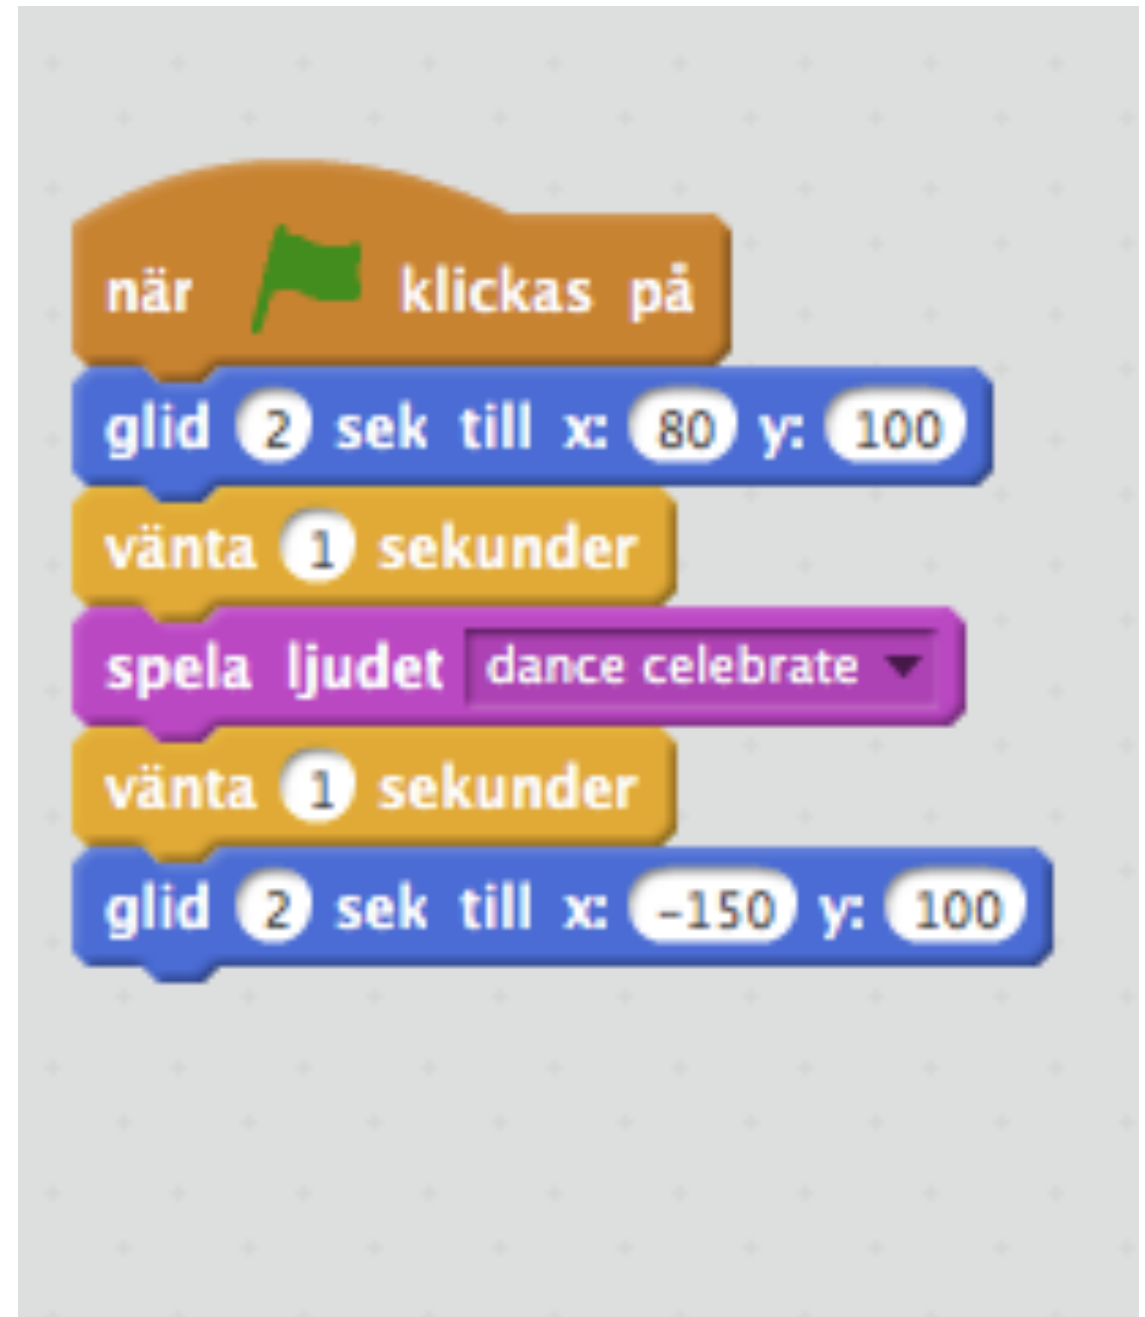 när klickas på
glid 2 sek till x: 80 y: 100
vänta 1 sekunder
spela ljudet dance celebrate
vänta 1 sekunder
glid 2 sek till x: -150 y: 100